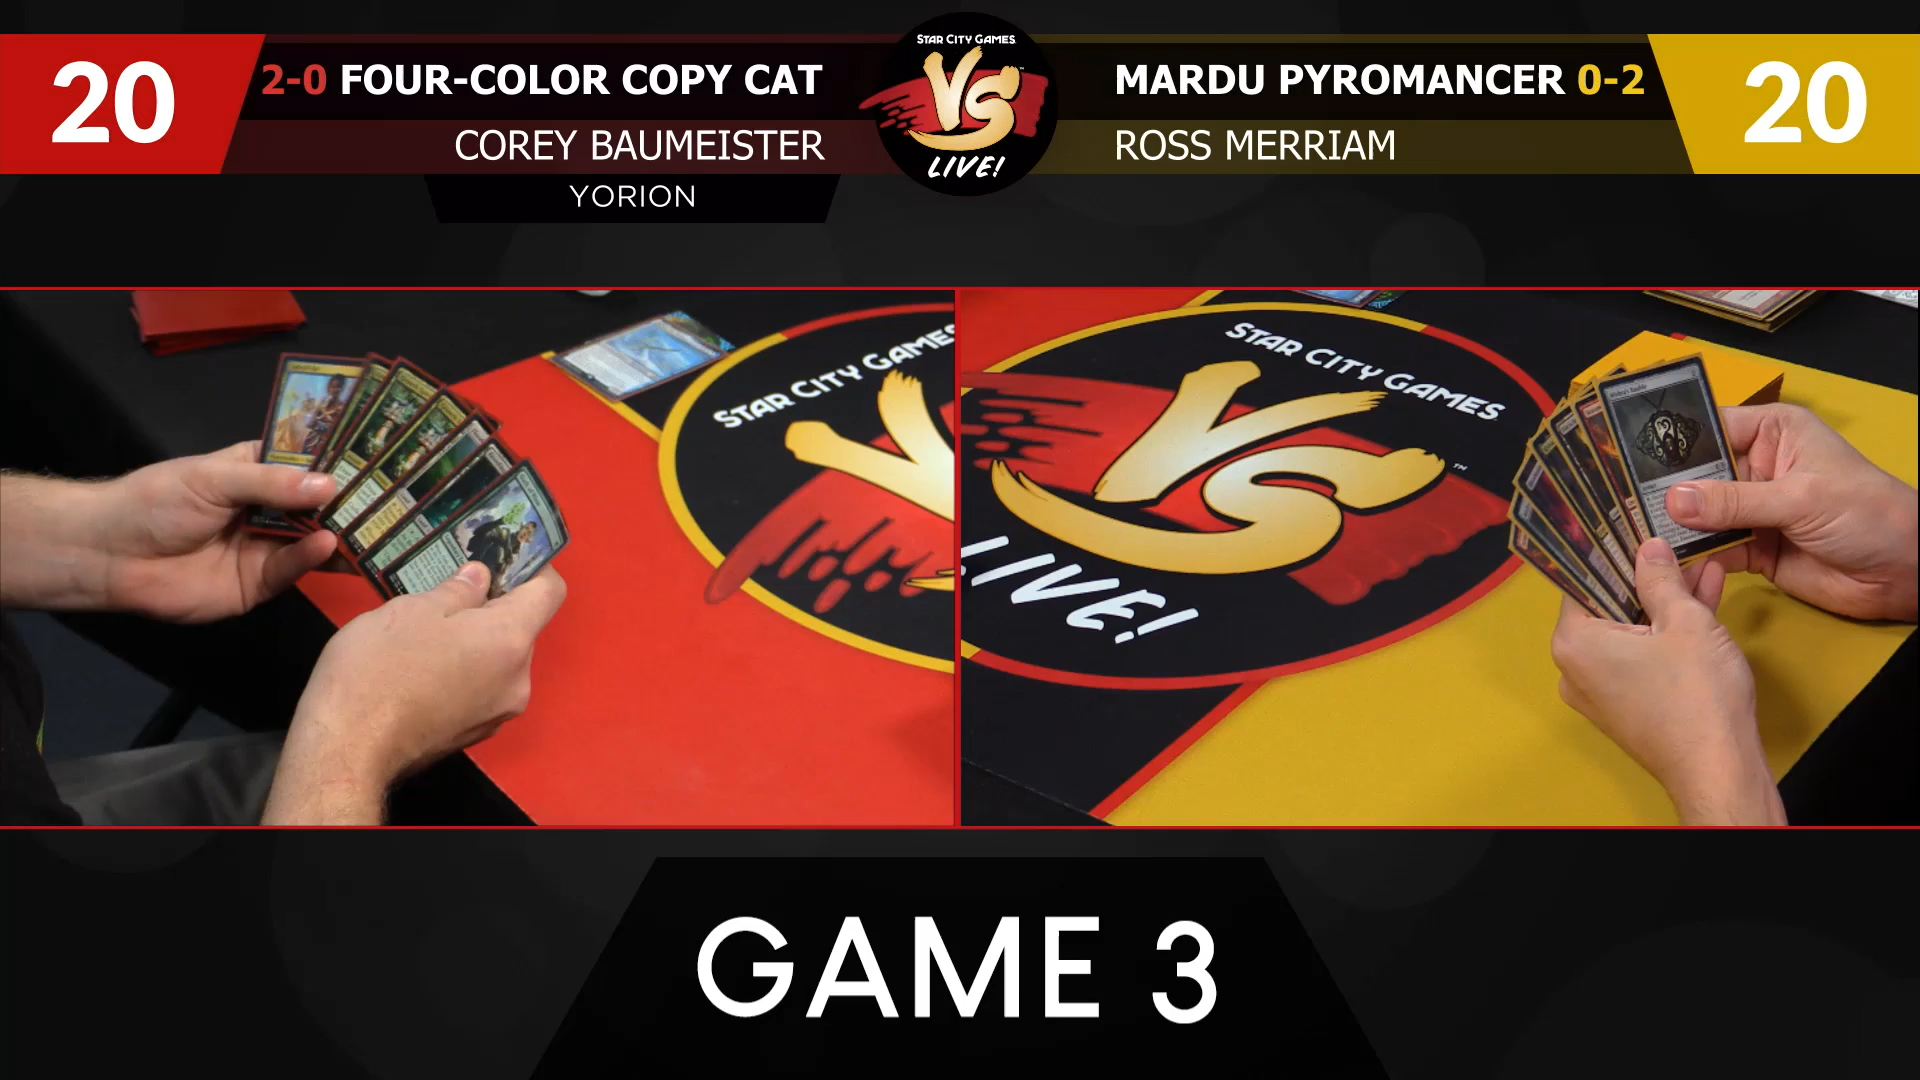 20
2-0 FOUR-COLOR COPY CAT
COREY BAUMEISTER
YORION
STAR CITY GAMES
VS
LIVE!
MARDU PYROMANCER 0-2
ROSS MERRIAM
20
STAR CITY GAMES
V
STAR CITY GAMES
VS
LIVE!
GAME 3